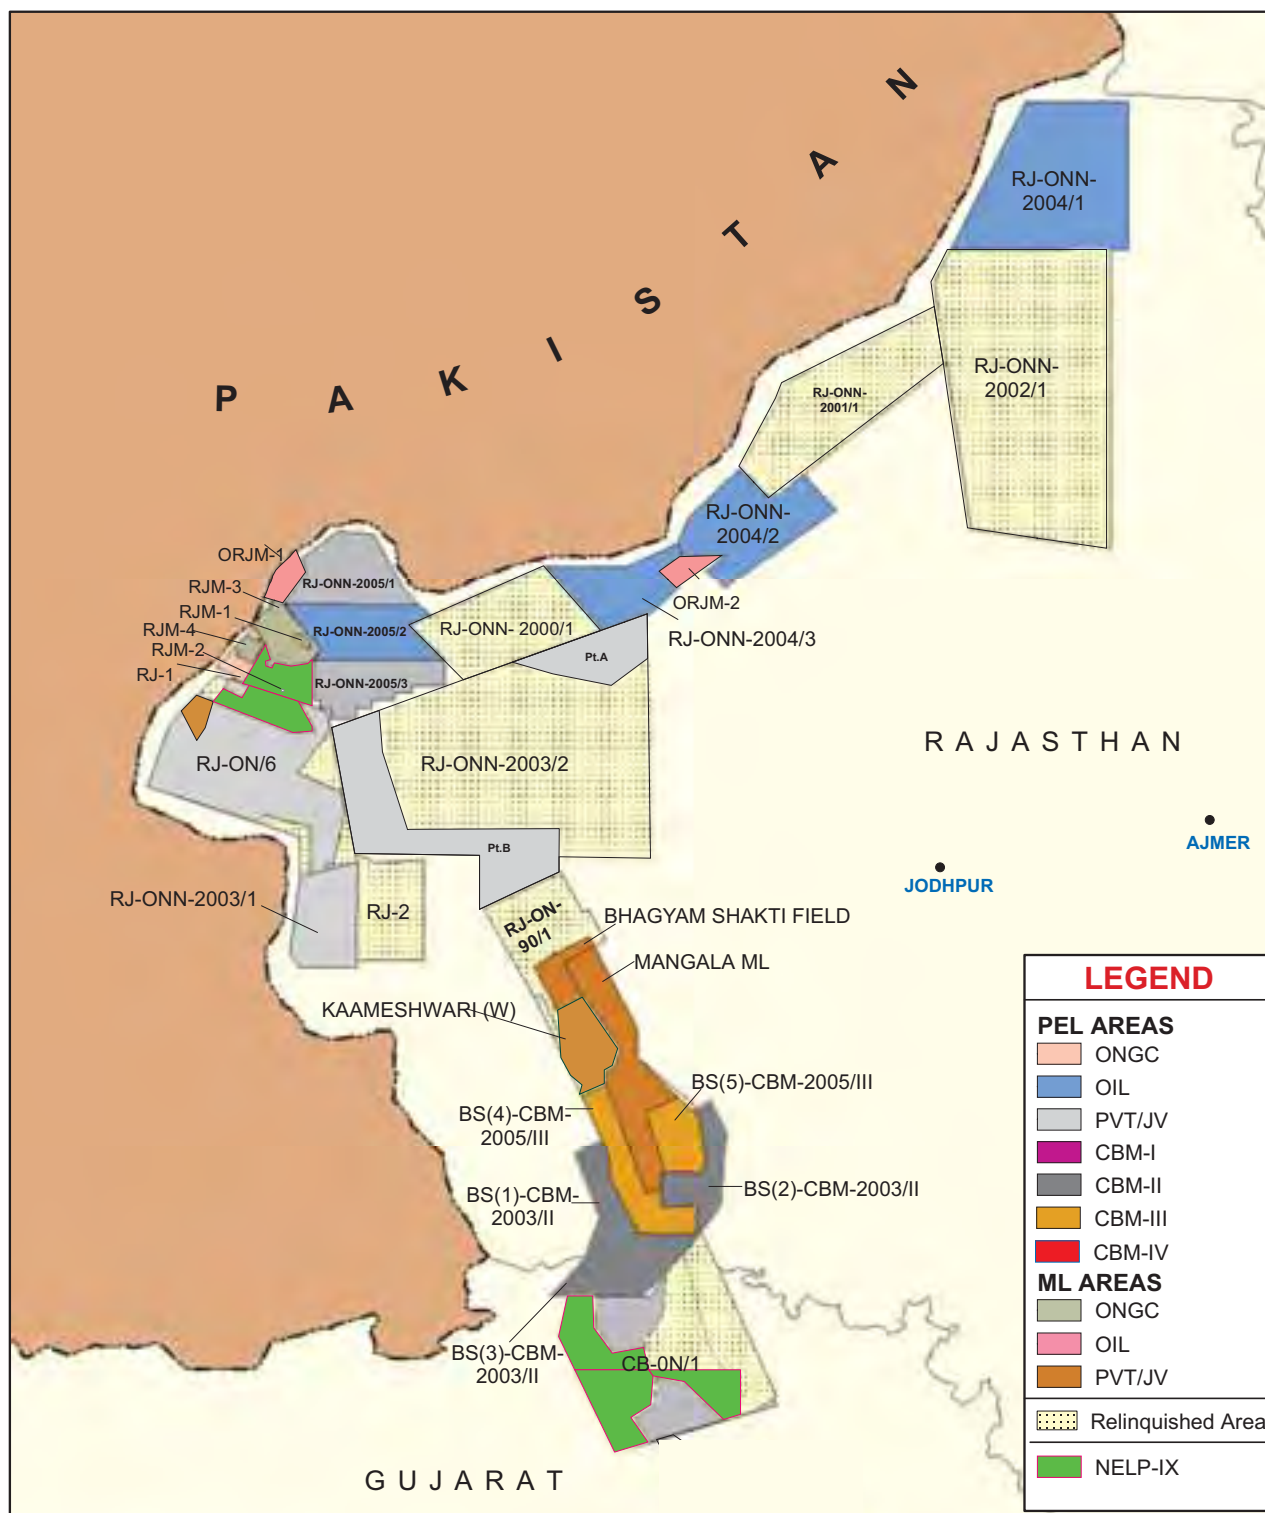 P A K I S T A N
RJ-ONN-
2004/1
RJ-ONN-
2002/1
RJ-ONN-
2001/1
RJ-ONN-
2004/2
ORJM-1
RJ-ONN-2005/1
RJM-3
RJM-1
RJM-4
RJM-2
RJ-1
RJ-ONN-2005/2
RJ-ONN- 2000/1
ORJM-2
RJ-ONN-2004/3
Pt.A
RJ-ONN-2005/3
RJ-ON/6
RJ-ONN-2003/2
RAJASTHAN
AJMER
JODHPUR
Pt.B
RJ-ONN-2003/1
RJ-2
RJ-ON-
90/1
BHAGYAM SHAKTI FIELD
MANGALA ML
KAAMESHWARI (W)
BS(5)-CBM-2005/III
BS(4)-CBM-
2005/III
BS(1)-CBM-
2003/II
BS(2)-CBM-2003/II
BS(3)-CBM-
2003/II
CB-0N/1
GUJARAT
LEGEND
PEL AREAS
ONGC
OIL
PVT/JV
CBM-I
CBM-II
CBM-III
CBM-IV
ML AREAS
ONGC
OIL
PVT/JV
Relinquished Area
NELP-IX